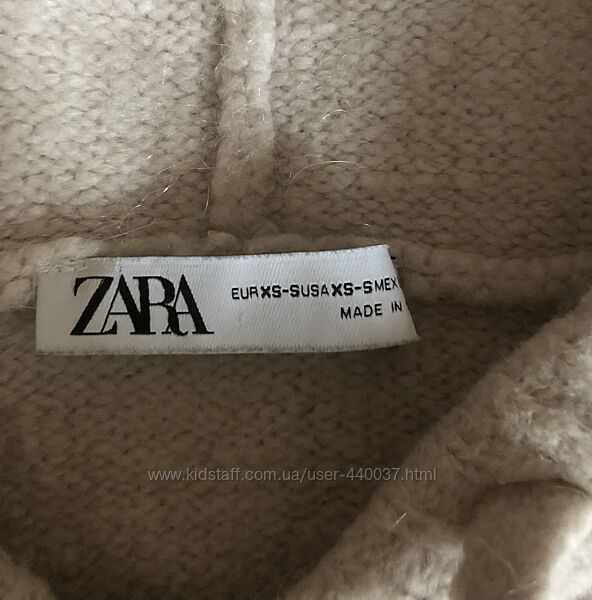 ZARA
EUR XS-S USA XS-S MEX
MADE IN
www.kidstaff.com.ua/user-440037.html